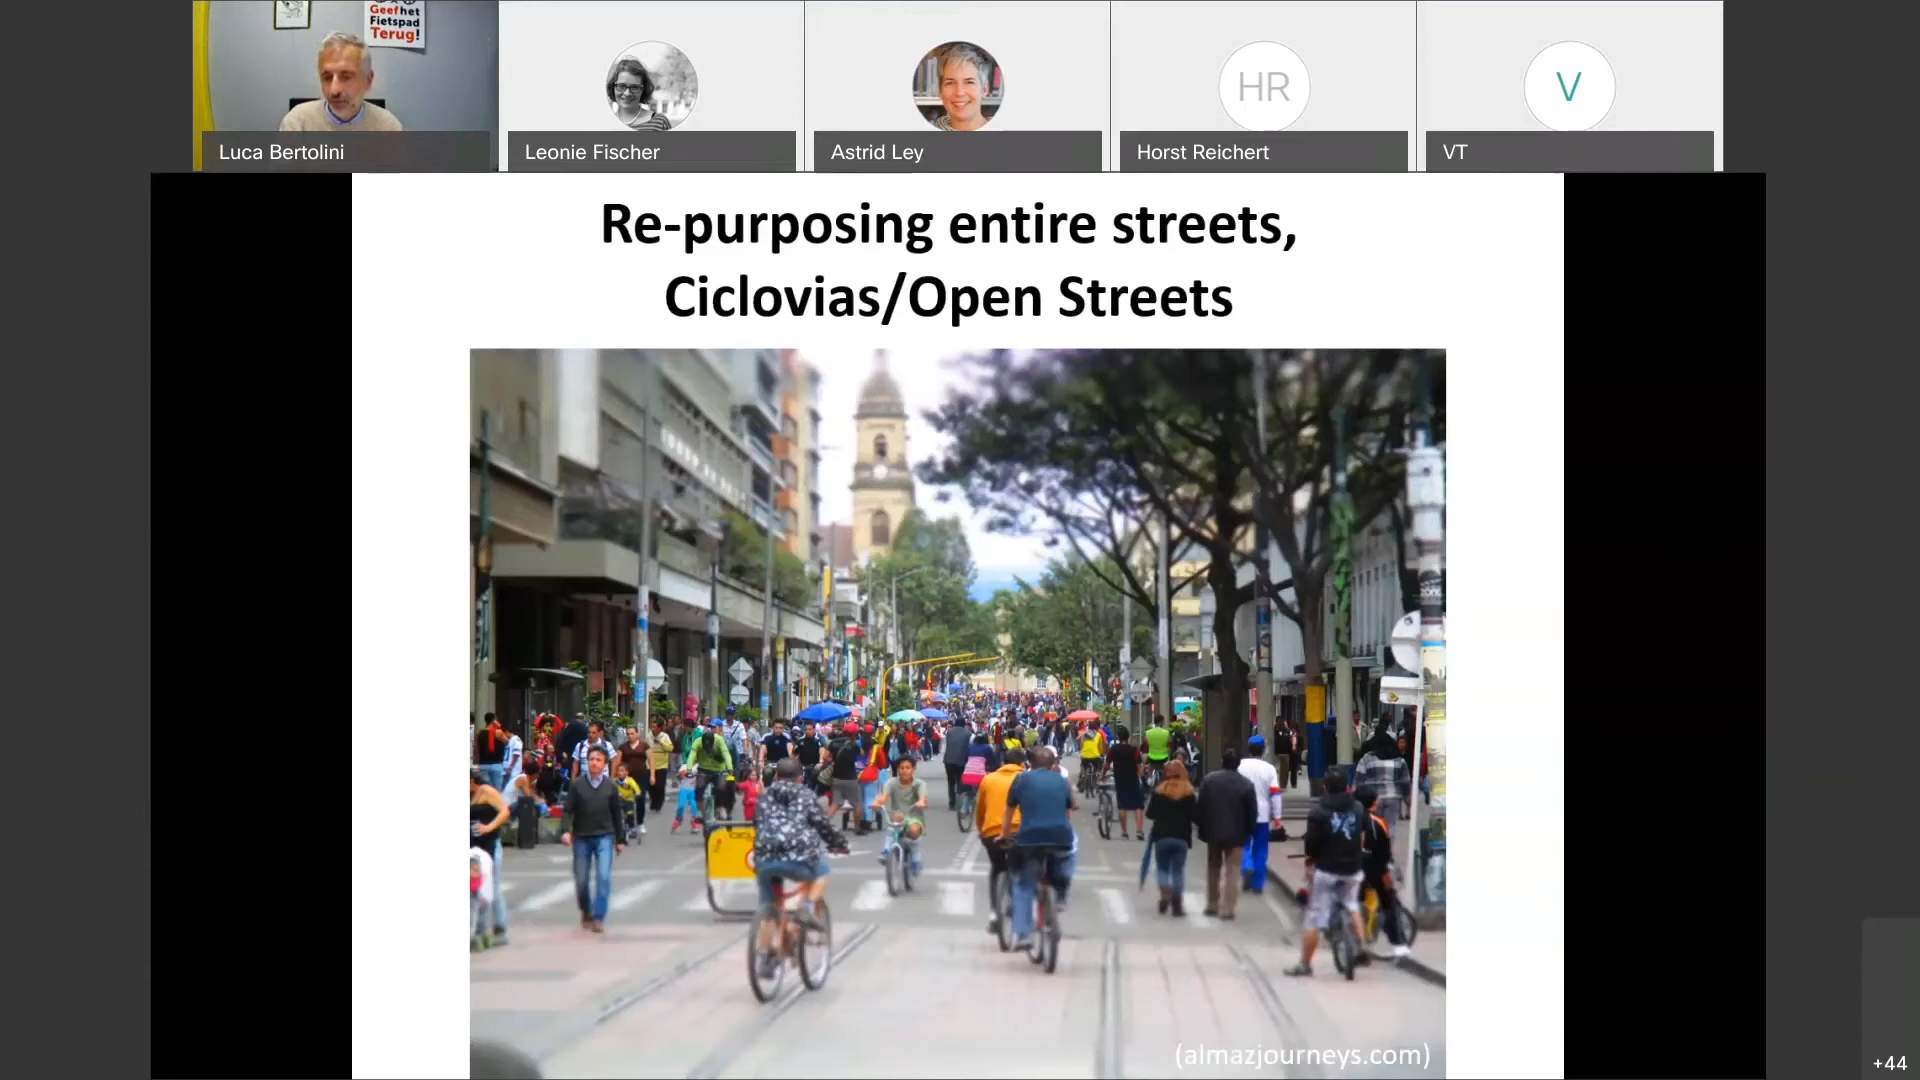 Geef het
Fietspad
Terug!
HR
V
Luca Bertolini
Leonie Fischer
Astrid Ley
Horst Reichert
VT
Re-purposing entire streets,
Ciclovias/Open Streets
(almazjourneys.com)
+44